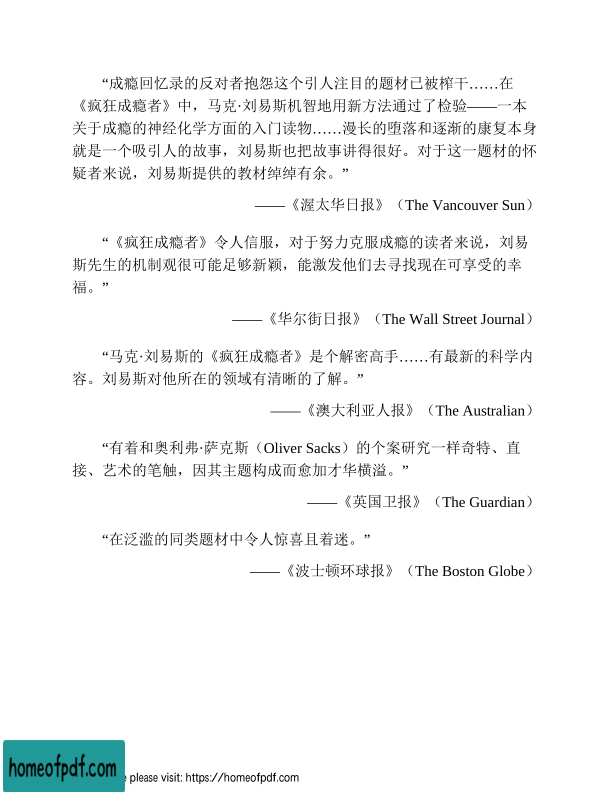 “成瘾回忆录的反对者抱怨这个引人注目的题材已被榨干……在
《疯狂成瘾者》中，马克·刘易斯机智地用新方法通过了检验——一本
关于成瘾的神经化学方面的入门读物……漫长的堕落和逐渐的康复本身
就是一个吸引人的故事，刘易斯也把故事讲得很好。对于这一题材的怀
疑者来说，刘易斯提供的教材绰绰有余。”
——《渥太华日报》（The Vancouver Sun）
“《疯狂成瘾者》令人信服，对于努力克服成瘾的读者来说，刘易
斯先生的机制观很可能足够新颖，能激发他们去寻找现在可享受的幸
福。”
——《华尔街日报》（The Wall Street Journal）
“马克·刘易斯的《疯狂成瘾者》是个解密高手……有最新的科学内
容。刘易斯对他所在的领域有清晰的了解。”
——《澳大利亚人报》（The Australian）
“有着和奥利弗·萨克斯（Oliver Sacks）的个案研究一样奇特、直
接、艺术的笔触，因其主题构成而愈加才华横溢。”
——《英国卫报》（The Guardian）
“在泛滥的同类题材中令人惊喜且着迷。”
——《波士顿环球报》（The Boston Globe）
homeofpdf.com
please visit: https://homeofpdf.com